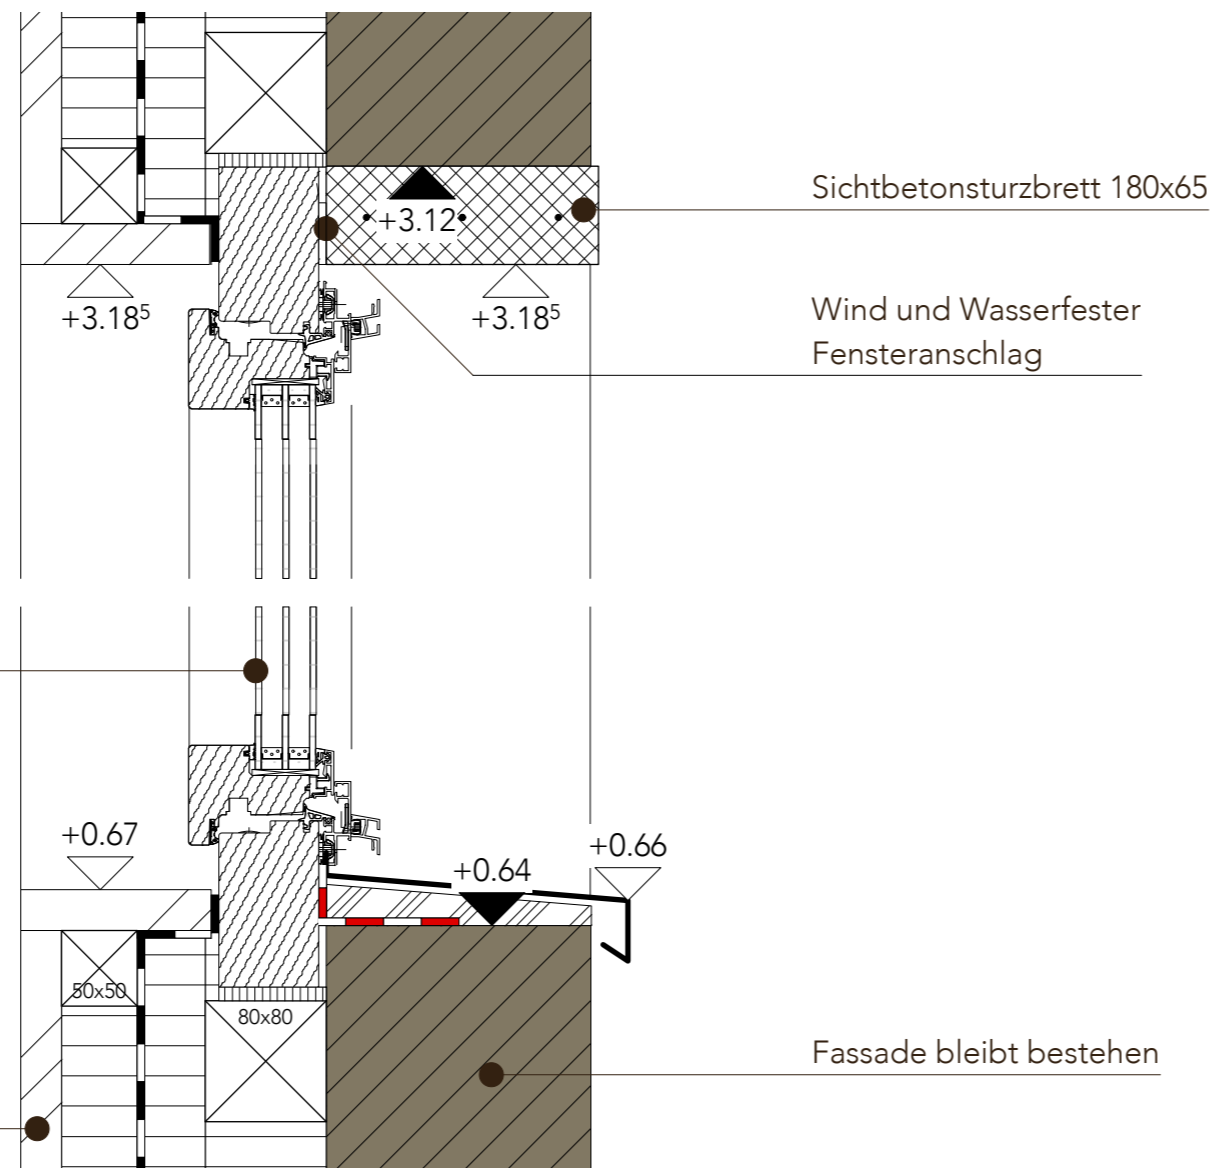 Sichtbetonsturzbrett 180x65
+3.12
Wind und Wasserfester
Fensteranschlag
+3.18⁵
+3.18⁵
+0.67
+0.64
+0.66
50x50
80x80
Fassade bleibt bestehen